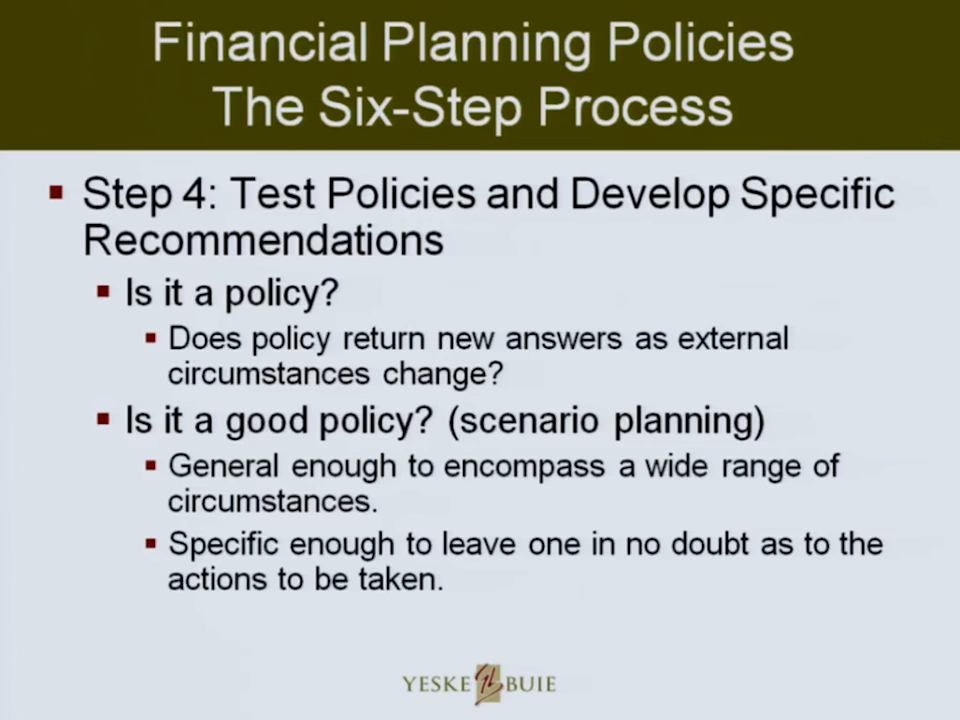 Financial Planning Policies
The Six-Step Process
Step 4: Test Policies and Develop Specific
Recommendations
Is it a policy?
Does policy return new answers as external
circumstances change?
Is it a good policy? (scenario planning)
General enough to encompass a wide range of
circumstances.
Specific enough to leave one in no doubt as to the
actions to be taken.
YESKE BUIE